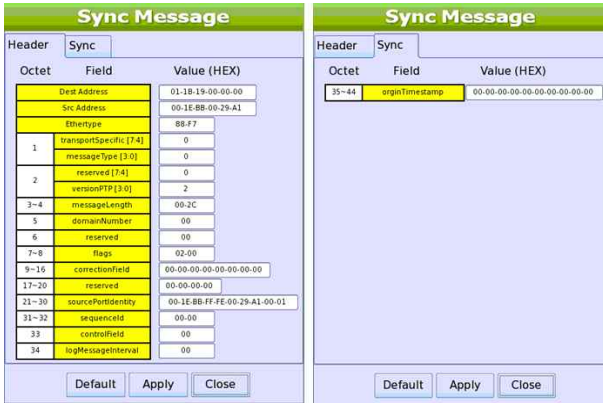 Sync Message
Header Sync
Octet Field Value (HEX)
Dest Address 01-1B-19-00-00-00
Src Address 00-1E-BB-00-29-A1
Ethertype 88-F7
1 transportSpecific [7:4] 0
messageType [3:0] 0
2 reserved [7:4] 0
versionPTP [3:0] 2
3~4 messageLength 00-2C
5 domainNumber 00
6 reserved 00
7~8 flags 02-00
9~16 correctionField 00-00-00-00-00-00-00-00
17~20 reserved 00-00-00-00
21~30 sourcePortIdentity 00-1E-BB-FF-FE-00-29-A1-00-01
31~32 sequenceId 00-00
33 controlField 00
34 logMessageInterval 00
Default Apply Close
Sync Message
Header Sync
Octet Field Value (HEX)
35~44 orginTimestamp 00-00-00-00-00-00-00-00-00-00
Default Apply Close